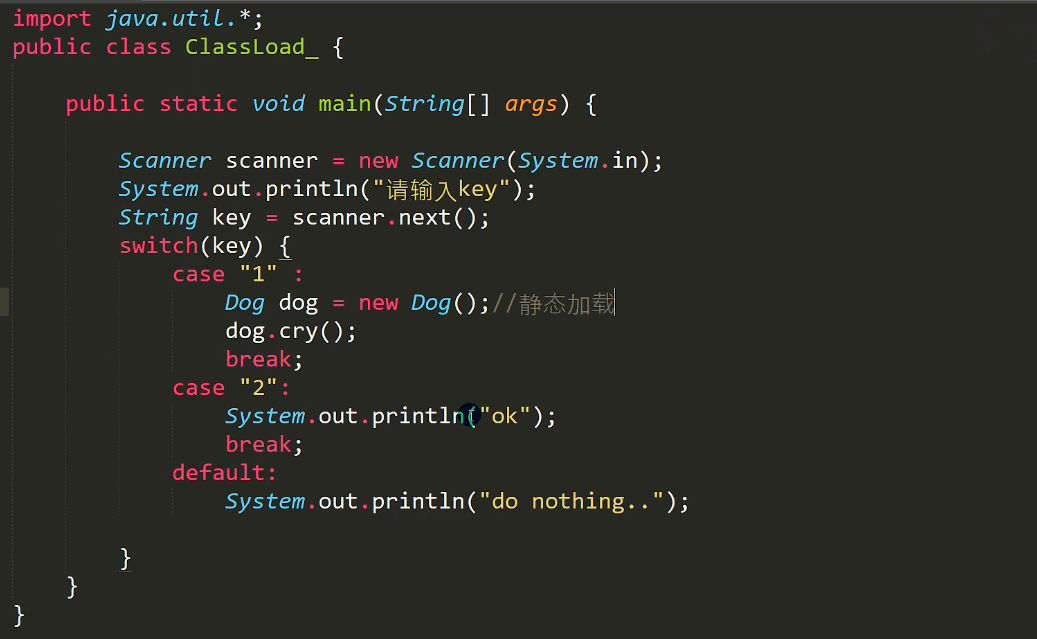 import java.util.*;
public class ClassLoad_ {
public static void main(String[] args) {
Scanner scanner = new Scanner(System.in);
System.out.println("请输入key");
String key = scanner.next();
switch(key) {
case "1" :
Dog dog = new Dog();//静态加载
dog.cry();
break;
case "2":
System.out.println("ok");
break;
default:
System.out.println("do nothing..");
}
}
}